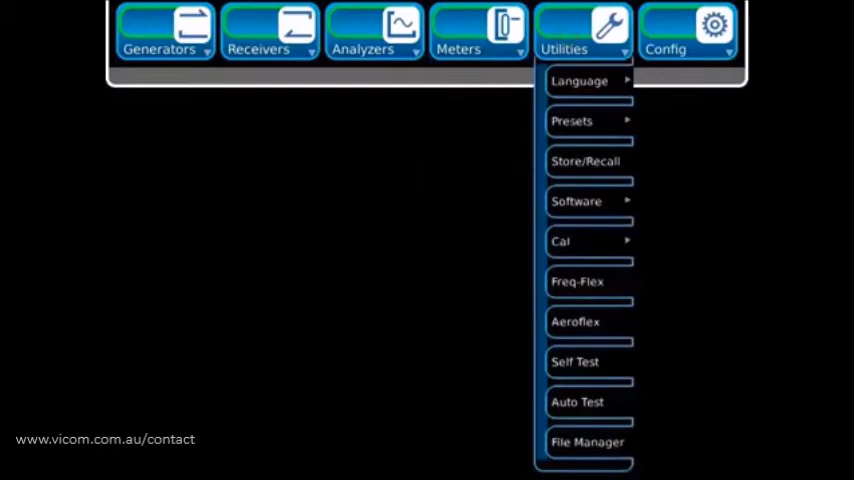 Generators
Receivers
Analyzers
Meters
Utilities
Config
Language
Presets
Store/Recall
Software
Cal
Freq-Flex
Aeroflex
Self Test
Auto Test
File Manager
www.vicom.com.au/contact